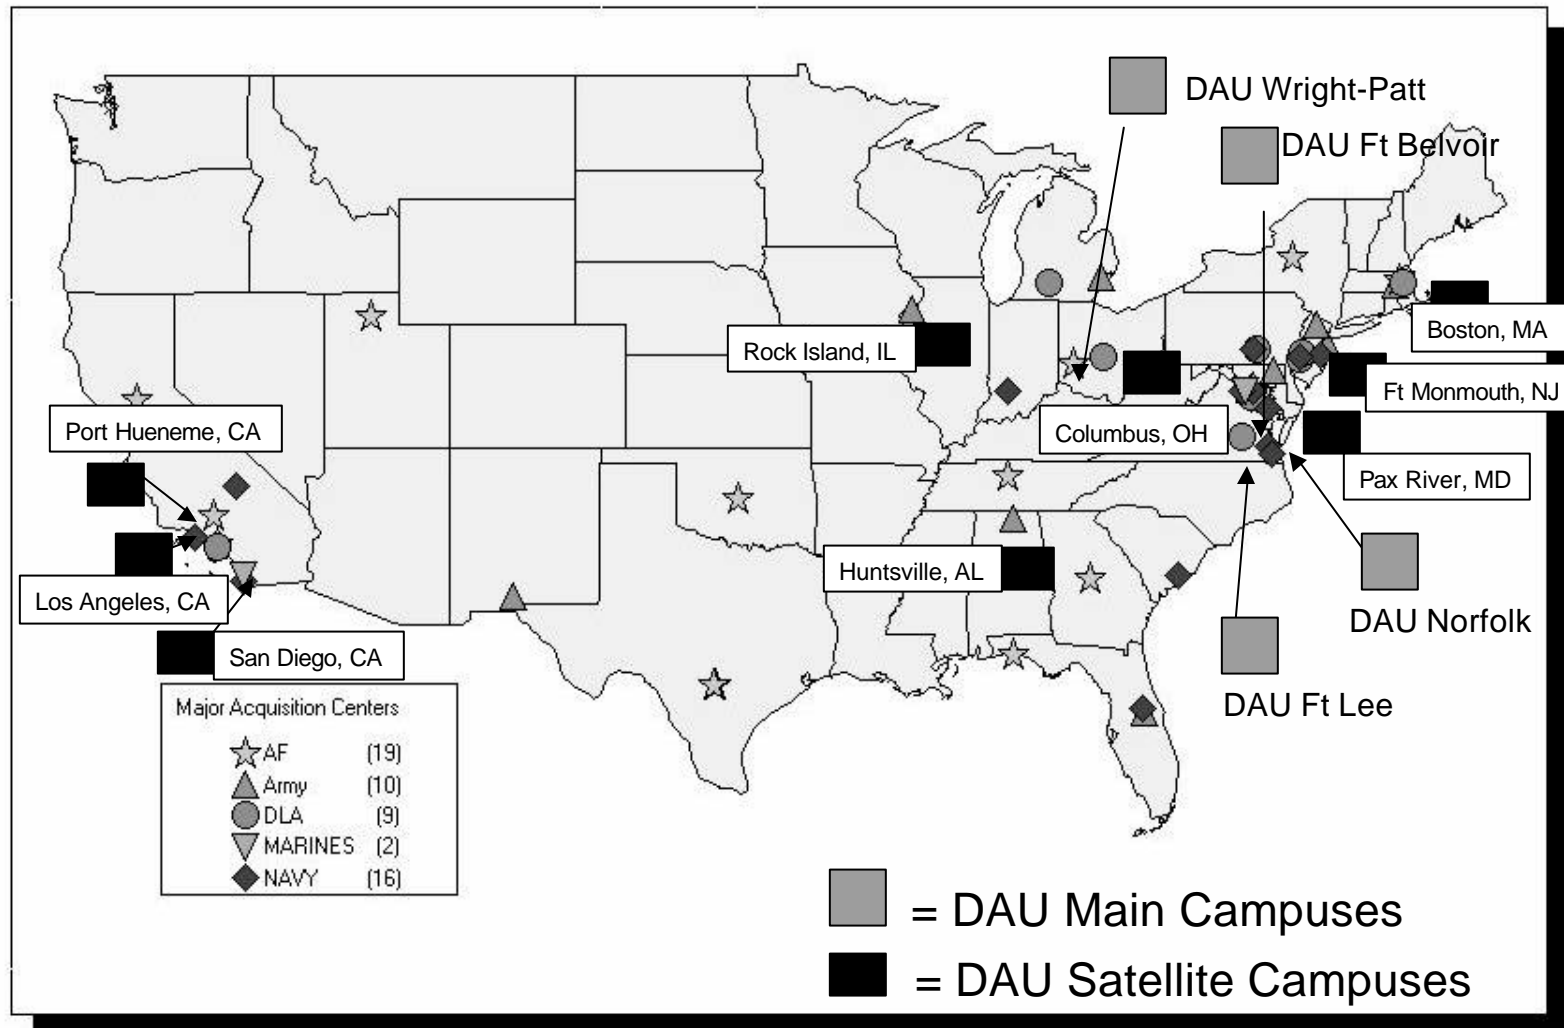 DAU Wright-Patt
DAU Ft Belvoir
Boston, MA
Rock Island, IL
Ft Monmouth, NJ
Port Hueneme, CA
Columbus, OH
Pax River, MD
Huntsville, AL
Los Angeles, CA
DAU Norfolk
San Diego, CA
DAU Ft Lee
Major Acquisition Centers
AF (19)
Army (10)
DLA (9)
MARINES (2)
NAVY (16)
= DAU Main Campuses
= DAU Satellite Campuses